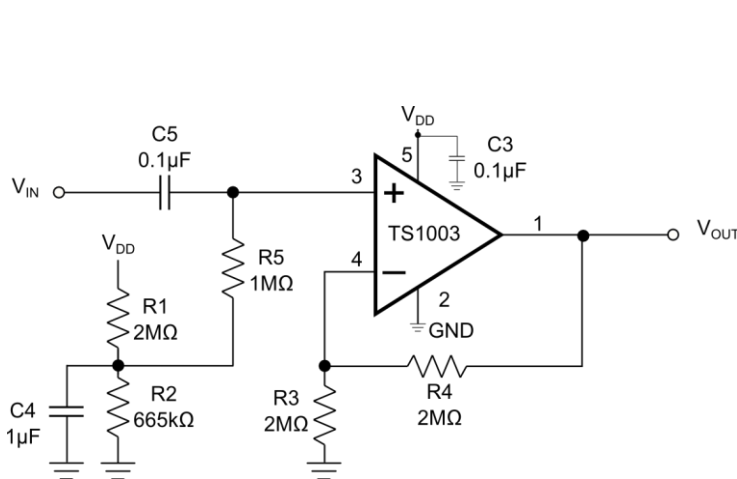 VDD
C5
0.1µF
5
C3
0.1µF
VIN
3
+
TS1003
1
VOUT
VDD
R5
1MΩ
4
−
R1
2MΩ
2
GND
R2
665kΩ
C4
1µF
R3
2MΩ
R4
2MΩ